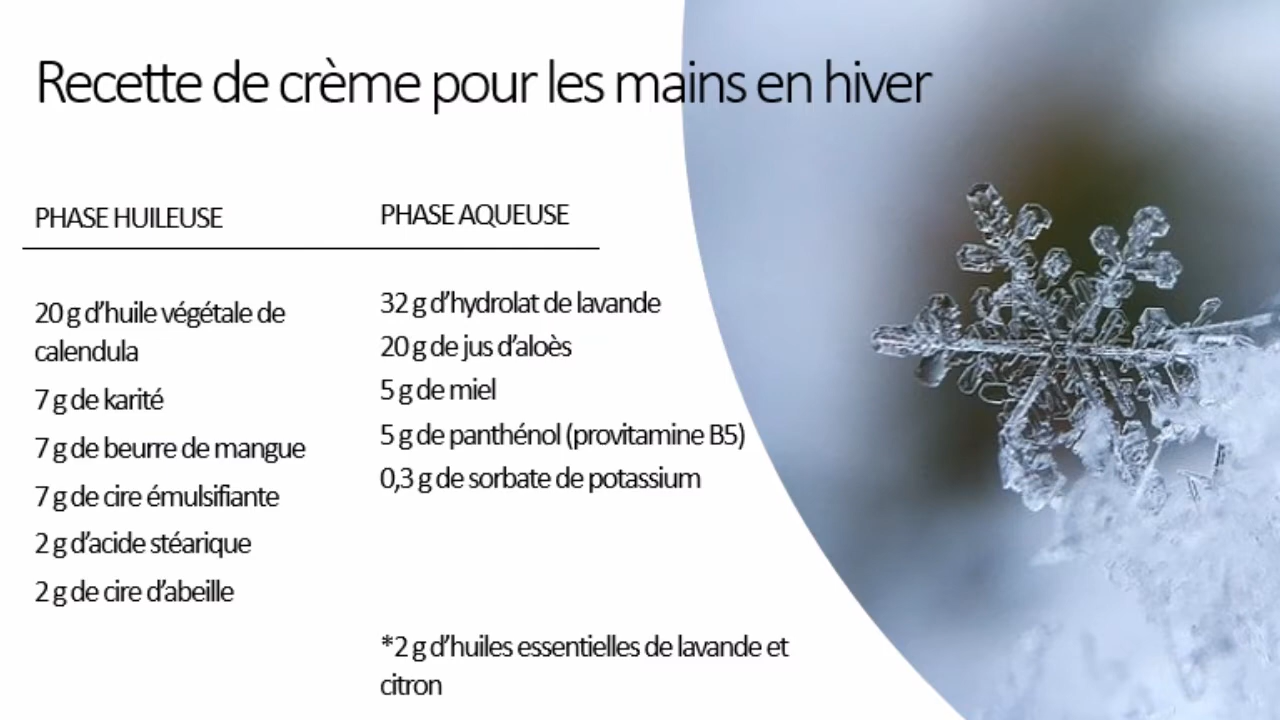 Recette de crème pour les mains en hiver
PHASE HUILEUSE
20 g d’huile végétale de
calendula
7 g de karité
7 g de beurre de mangue
7 g de cire émulsifiante
2 g d’acide stéarique
2 g de cire d’abeille
PHASE AQUEUSE
32 g d’hydrolat de lavande
20 g de jus d’aloès
5 g de miel
5 g de panthénol (provitamine B5)
0,3 g de sorbate de potassium
*2 g d’huiles essentielles de lavande et
citron